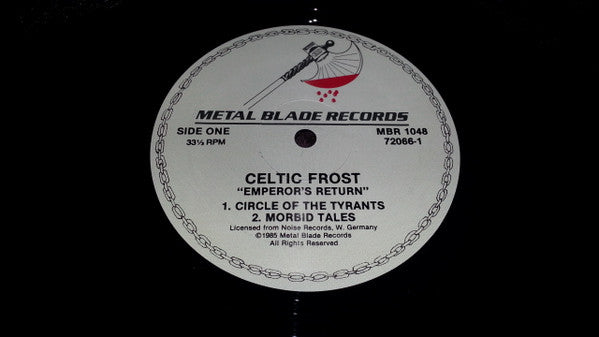 METAL BLADE RECORDS
SIDE ONE
33⅓ RPM
MBR 1048
72066-1
CELTIC FROST
"EMPEROR'S RETURN"
1. CIRCLE OF THE TYRANTS
2. MORBID TALES
Licensed from Noise Records, W. Germany
©1985 Metal Blade Records
All Rights Reserved